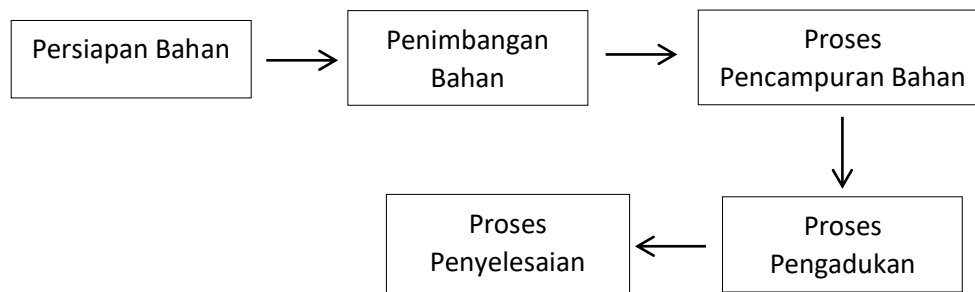 Persiapan Bahan
Penimbangan
Bahan
Proses
Pencampuran Bahan
Proses
Pengadukan
Proses
Penyelesaian